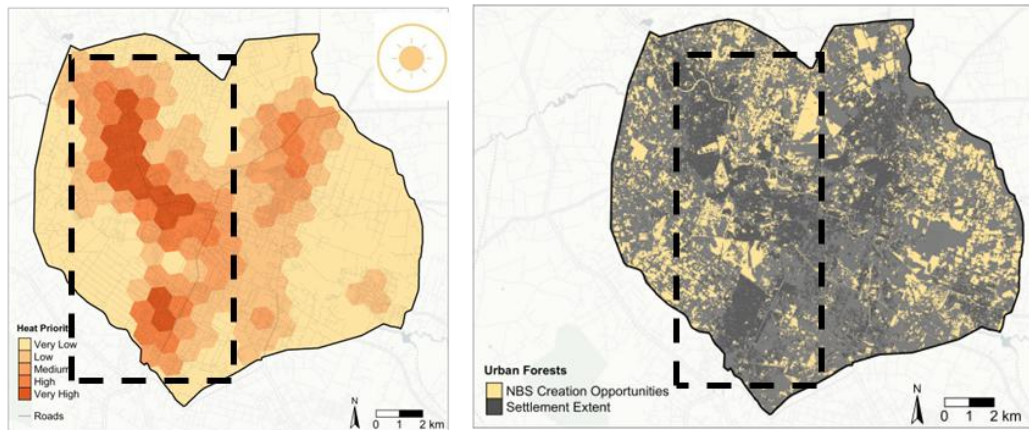 Heat Priorit
Very Low
Low
Medium
High
Very High
Roads
N
0 1 2 km
Urban Forests
NBS Creation Opportunities
Settlement Extent
N
0 1 2 km